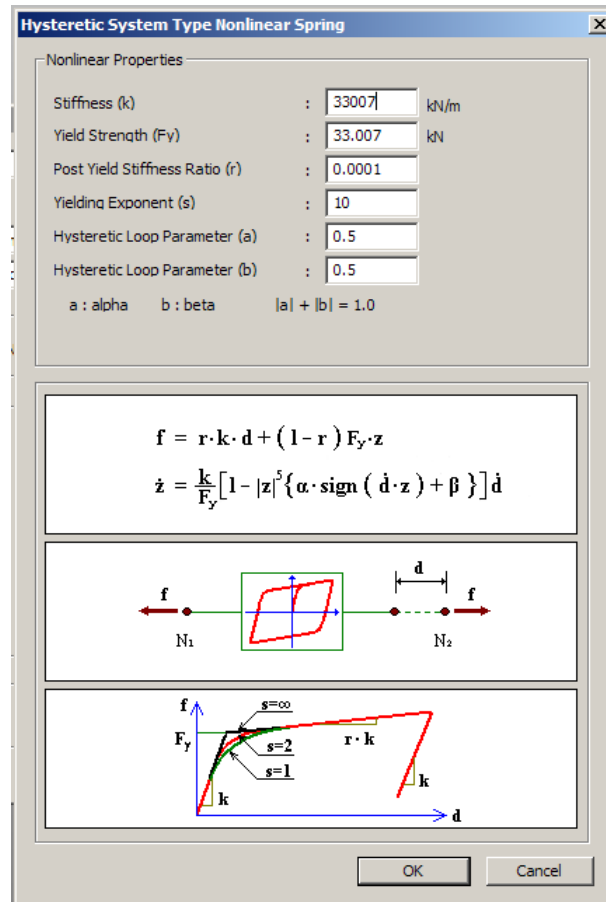 Hysteretic System Type Nonlinear Spring
Nonlinear Properties
Stiffness (k) : 33007 kN/m
Yield Strength (Fy) : 33.007 kN
Post Yield Stiffness Ratio (r) : 0.0001
Yielding Exponent (s) : 10
Hysteretic Loop Parameter (a) : 0.5
Hysteretic Loop Parameter (b) : 0.5
a : alpha b : beta |a| + |b| = 1.0
f = r·k·d + ( l - r ) Fy·z
ż = k/Fy [ l - |z|^s { α·sign ( ḋ·z ) + β } ] ḋ
d
f f
N₁ N₂
f s=∞
Fy s=2 r·k
s=1
k k
d
OK Cancel